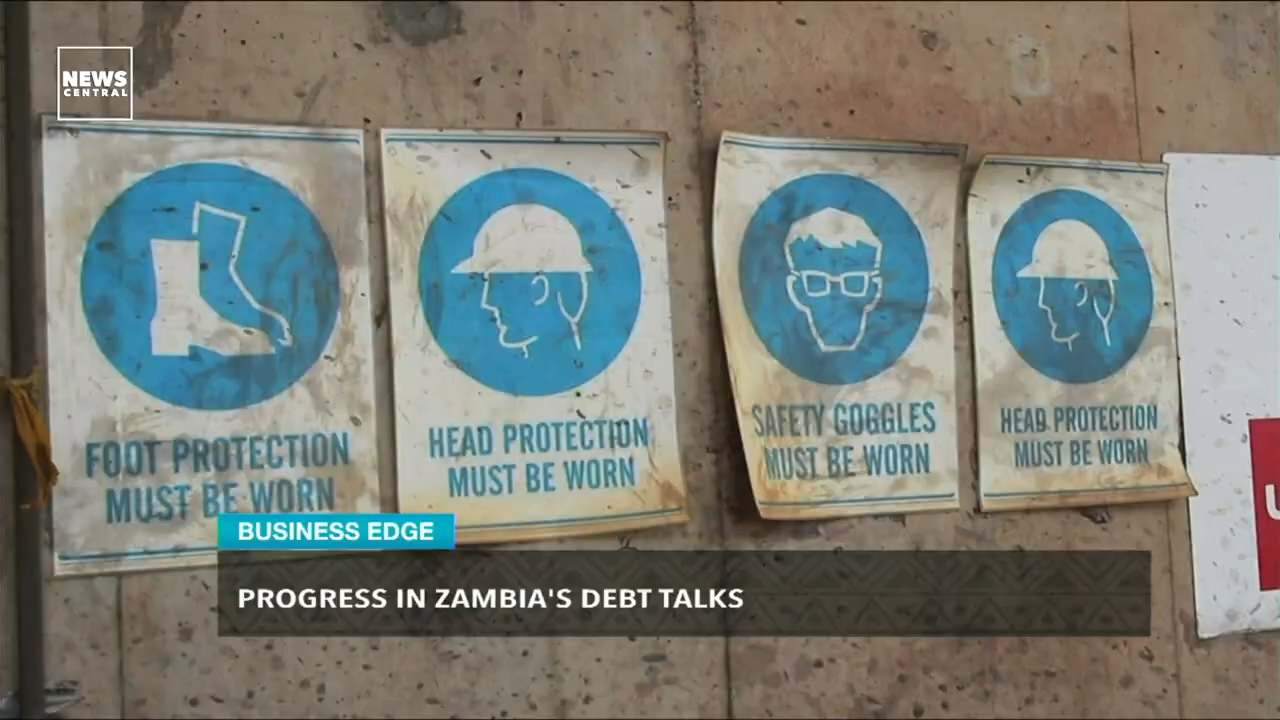 NEWS
CENTRAL
FOOT PROTECTION
MUST BE WORN
HEAD PROTECTION
MUST BE WORN
SAFETY GOGGLES
MUST BE WORN
HEAD PROTECTION
MUST BE WORN
BUSINESS EDGE
PROGRESS IN ZAMBIA'S DEBT TALKS